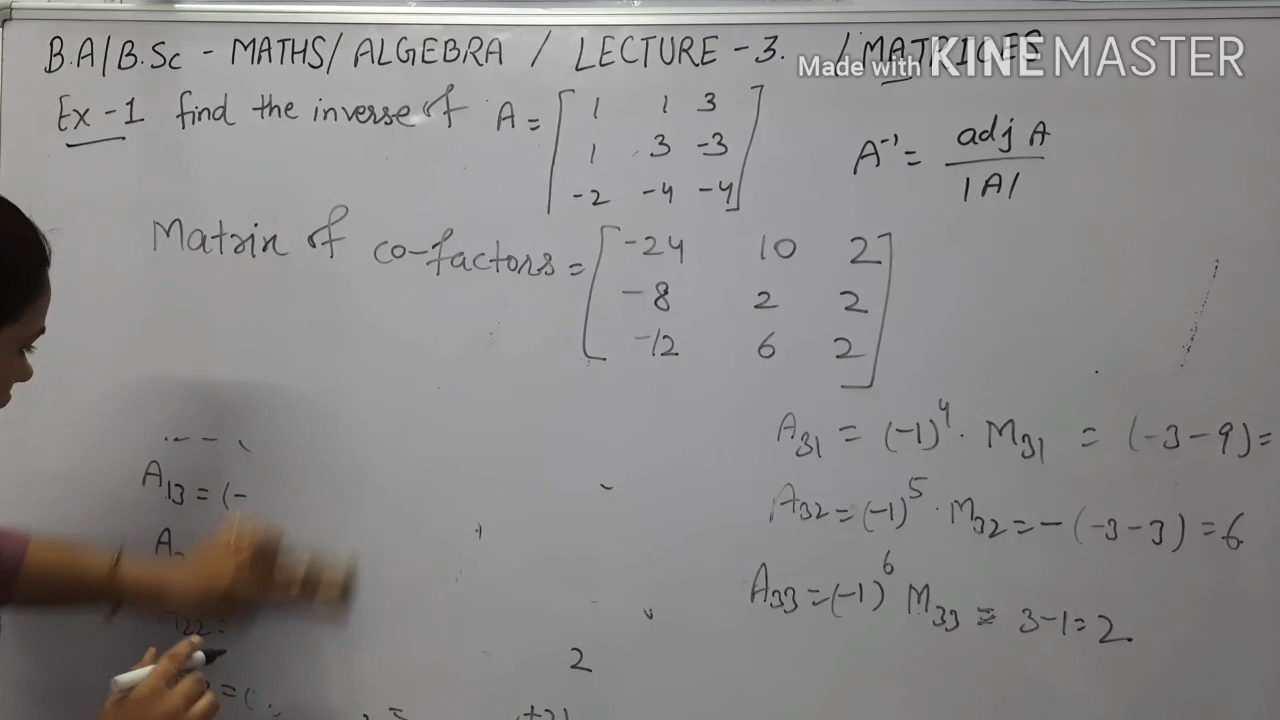 B.A/B.Sc - MATHS/ ALGEBRA / LECTURE -3. / MATRICES
Made with KINEMASTER
Ex -1 find the inverse of A = [ 1 1 3
1 3 -3
-2 -4 -4 ]
A⁻¹ = adj A
|A|
Matrix of co-factors = [ -24 10 2
-8 2 2
-12 6 2 ]
A31 = (-1)⁴ . M31 = (-3-9) =
A32 = (-1)⁵ . M32 = -(-3-3) = 6
A33 = (-1)⁶ M33 = 3-1 = 2
A13 = (-
22 =
2
= (